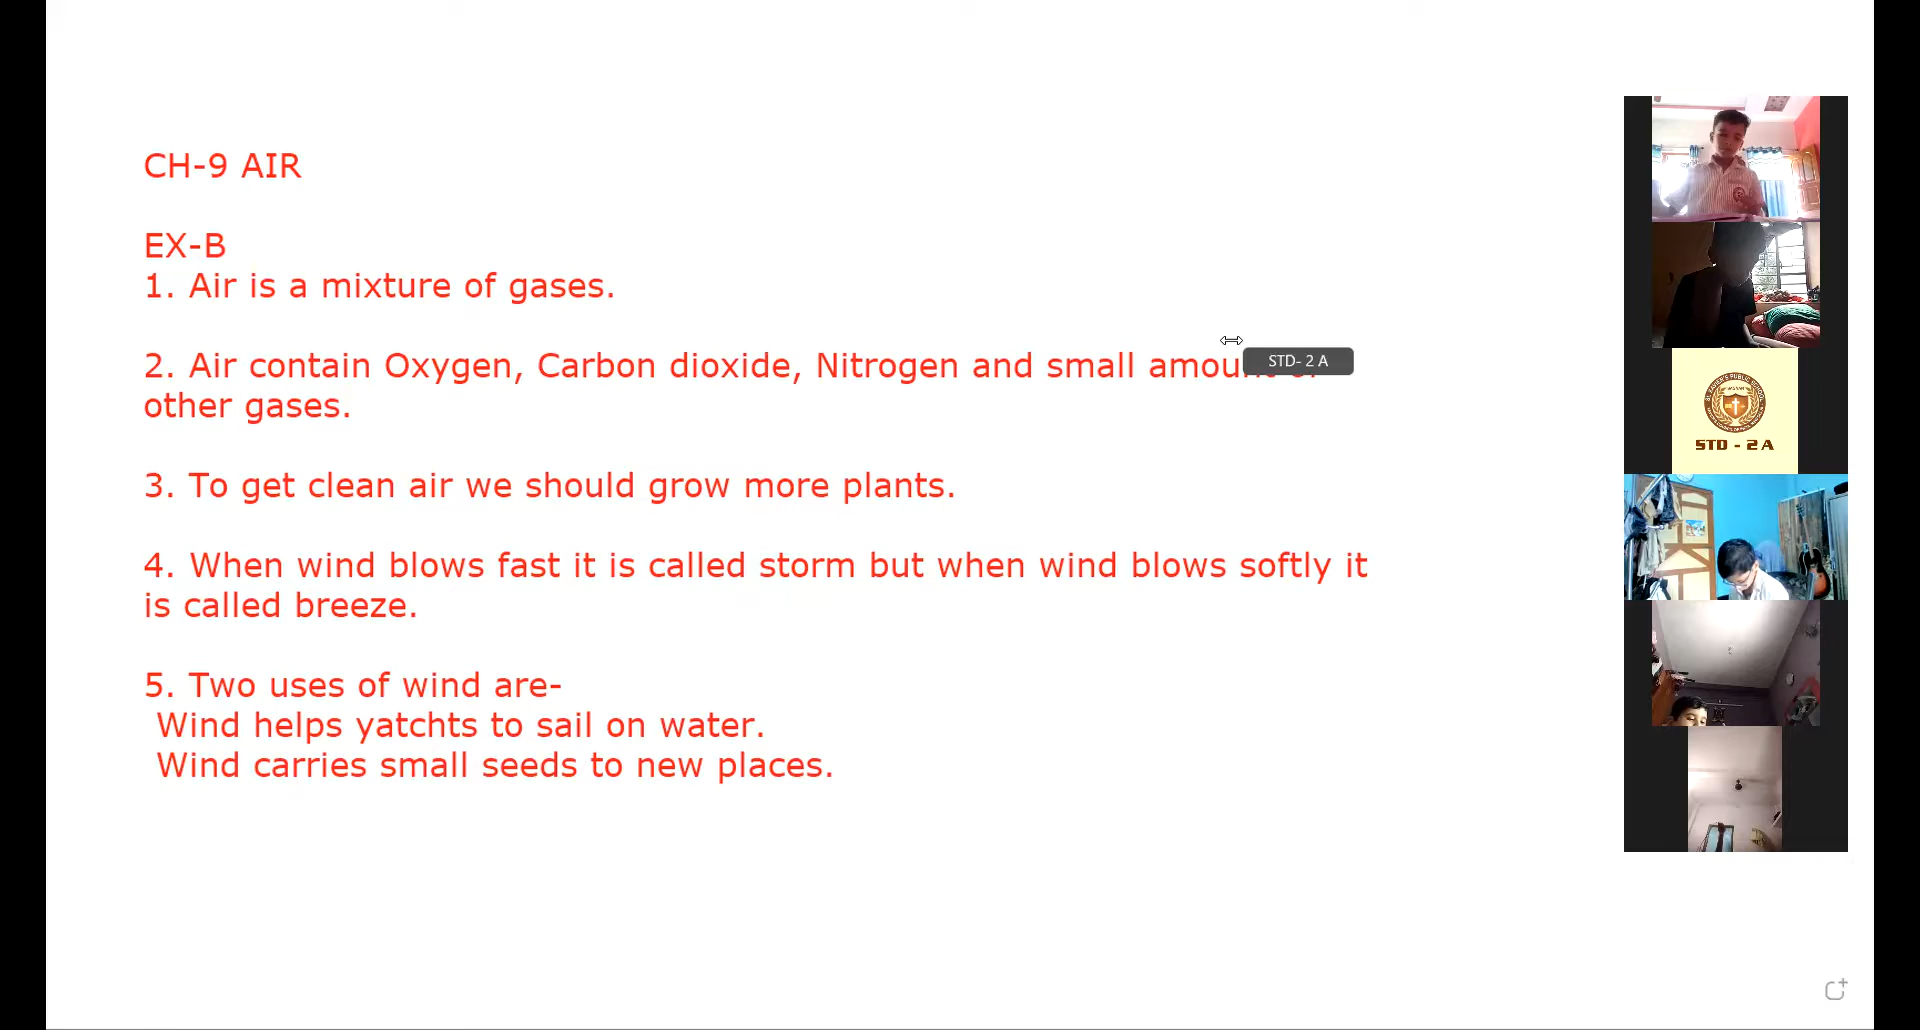 CH-9 AIR
EX-B
1. Air is a mixture of gases.
2. Air contain Oxygen, Carbon dioxide, Nitrogen and small amount of
other gases.
3. To get clean air we should grow more plants.
4. When wind blows fast it is called storm but when wind blows softly it
is called breeze.
5. Two uses of wind are-
Wind helps yatchts to sail on water.
Wind carries small seeds to new places.
STD- 2 A
STD - 2 A